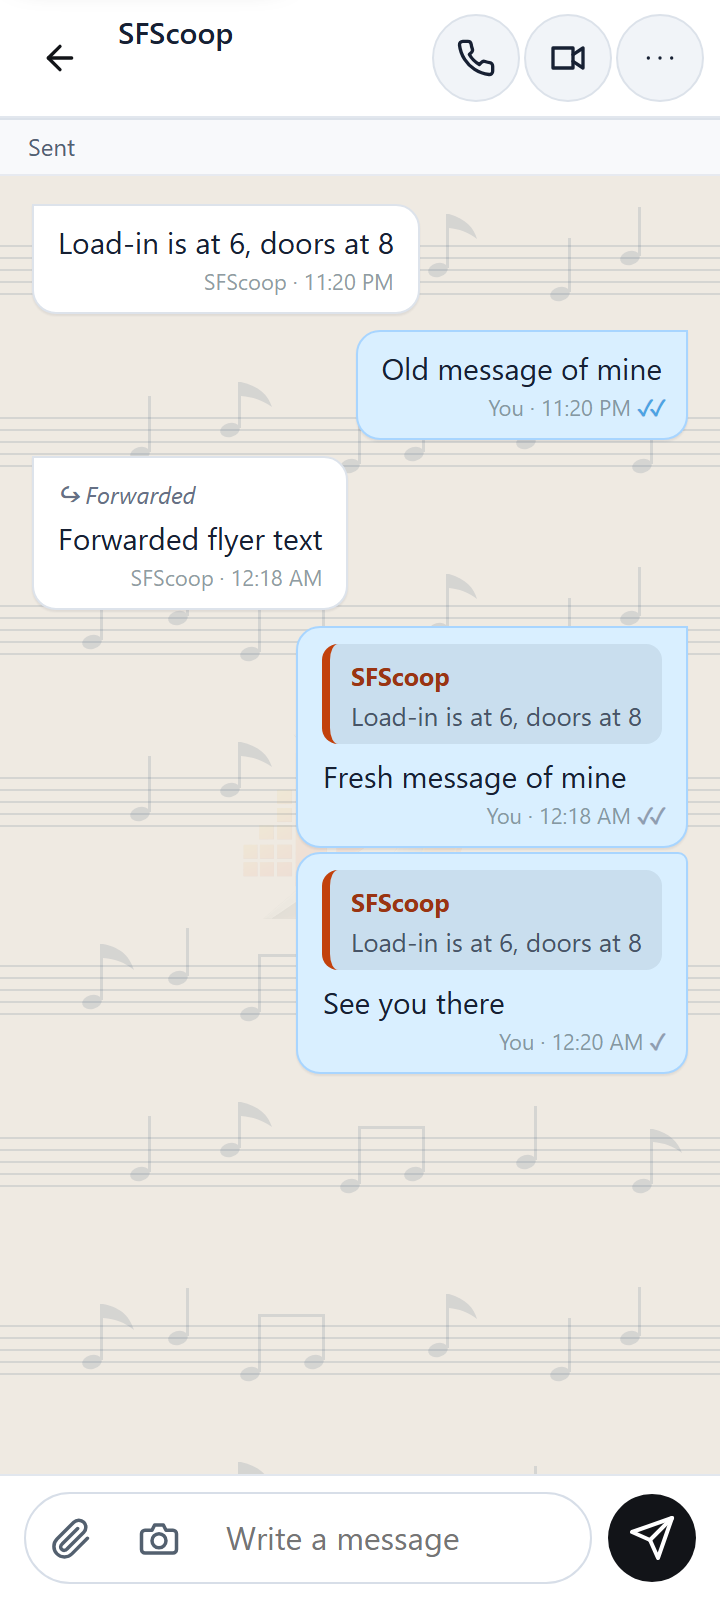 SFScoop
Sent
Load-in is at 6, doors at 8
SFScoop · 11:20 PM
Old message of mine
You · 11:20 PM
Forwarded
Forwarded flyer text
SFScoop · 12:18 AM
SFScoop
Load-in is at 6, doors at 8
Fresh message of mine
You · 12:18 AM
SFScoop
Load-in is at 6, doors at 8
See you there
You · 12:20 AM
Write a message